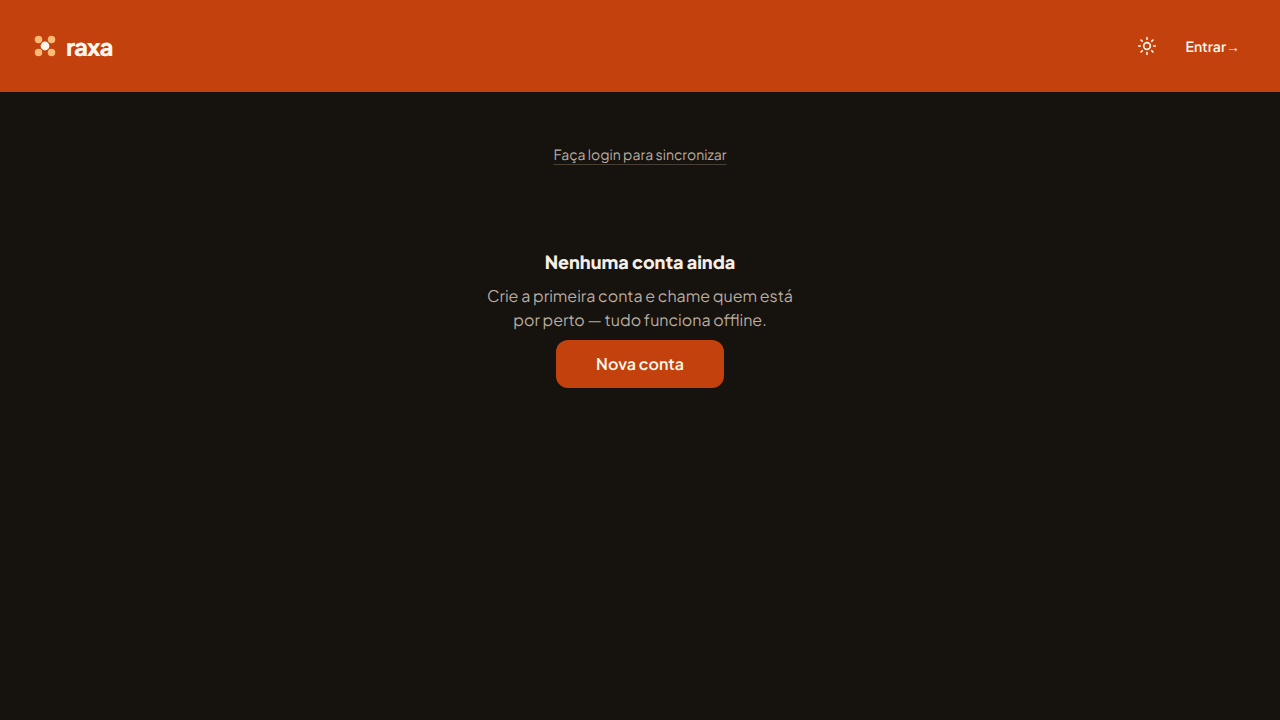 raxa
Entrar→
Faça login para sincronizar
Nenhuma conta ainda
Crie a primeira conta e chame quem está
por perto — tudo funciona offline.
Nova conta